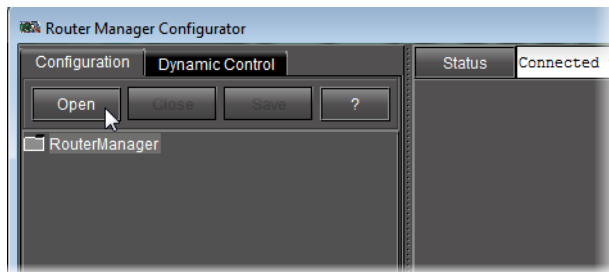 Router Manager Configurator
Configuration Dynamic Control Status Connected
Open Close Save ?
RouterManager